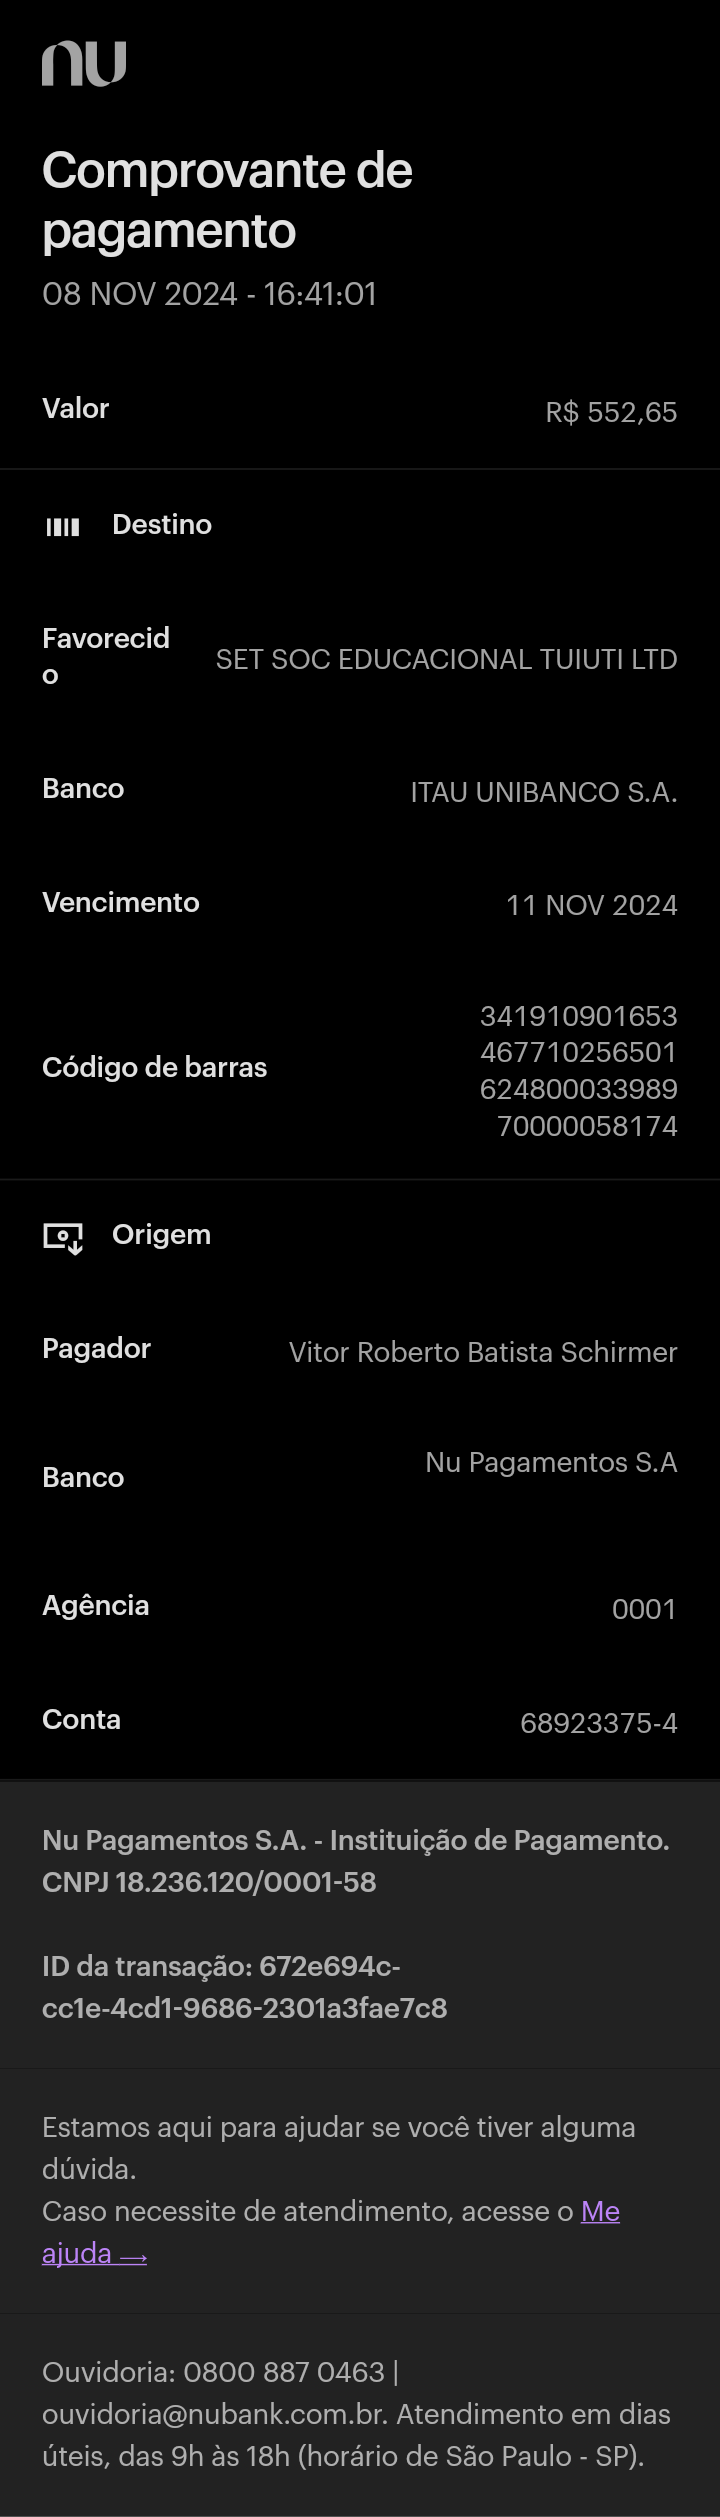 nu
Comprovante de
pagamento
08 NOV 2024 - 16:41:01
Valor R$ 552,65
Destino
Favorecid
o
SET SOC EDUCACIONAL TUIUTI LTD
Banco ITAU UNIBANCO S.A.
Vencimento 11 NOV 2024
Código de barras
341910901653
467710256501
624800033989
70000058174
Origem
Pagador Vitor Roberto Batista Schirmer
Banco Nu Pagamentos S.A
Agência 0001
Conta 68923375-4
Nu Pagamentos S.A. - Instituição de Pagamento.
CNPJ 18.236.120/0001-58
ID da transação: 672e694c-
cc1e-4cd1-9686-2301a3fae7c8
Estamos aqui para ajudar se você tiver alguma
dúvida.
Caso necessite de atendimento, acesse o Me
ajuda →
Ouvidoria: 0800 887 0463 |
ouvidoria@nubank.com.br. Atendimento em dias
úteis, das 9h às 18h (horário de São Paulo - SP).